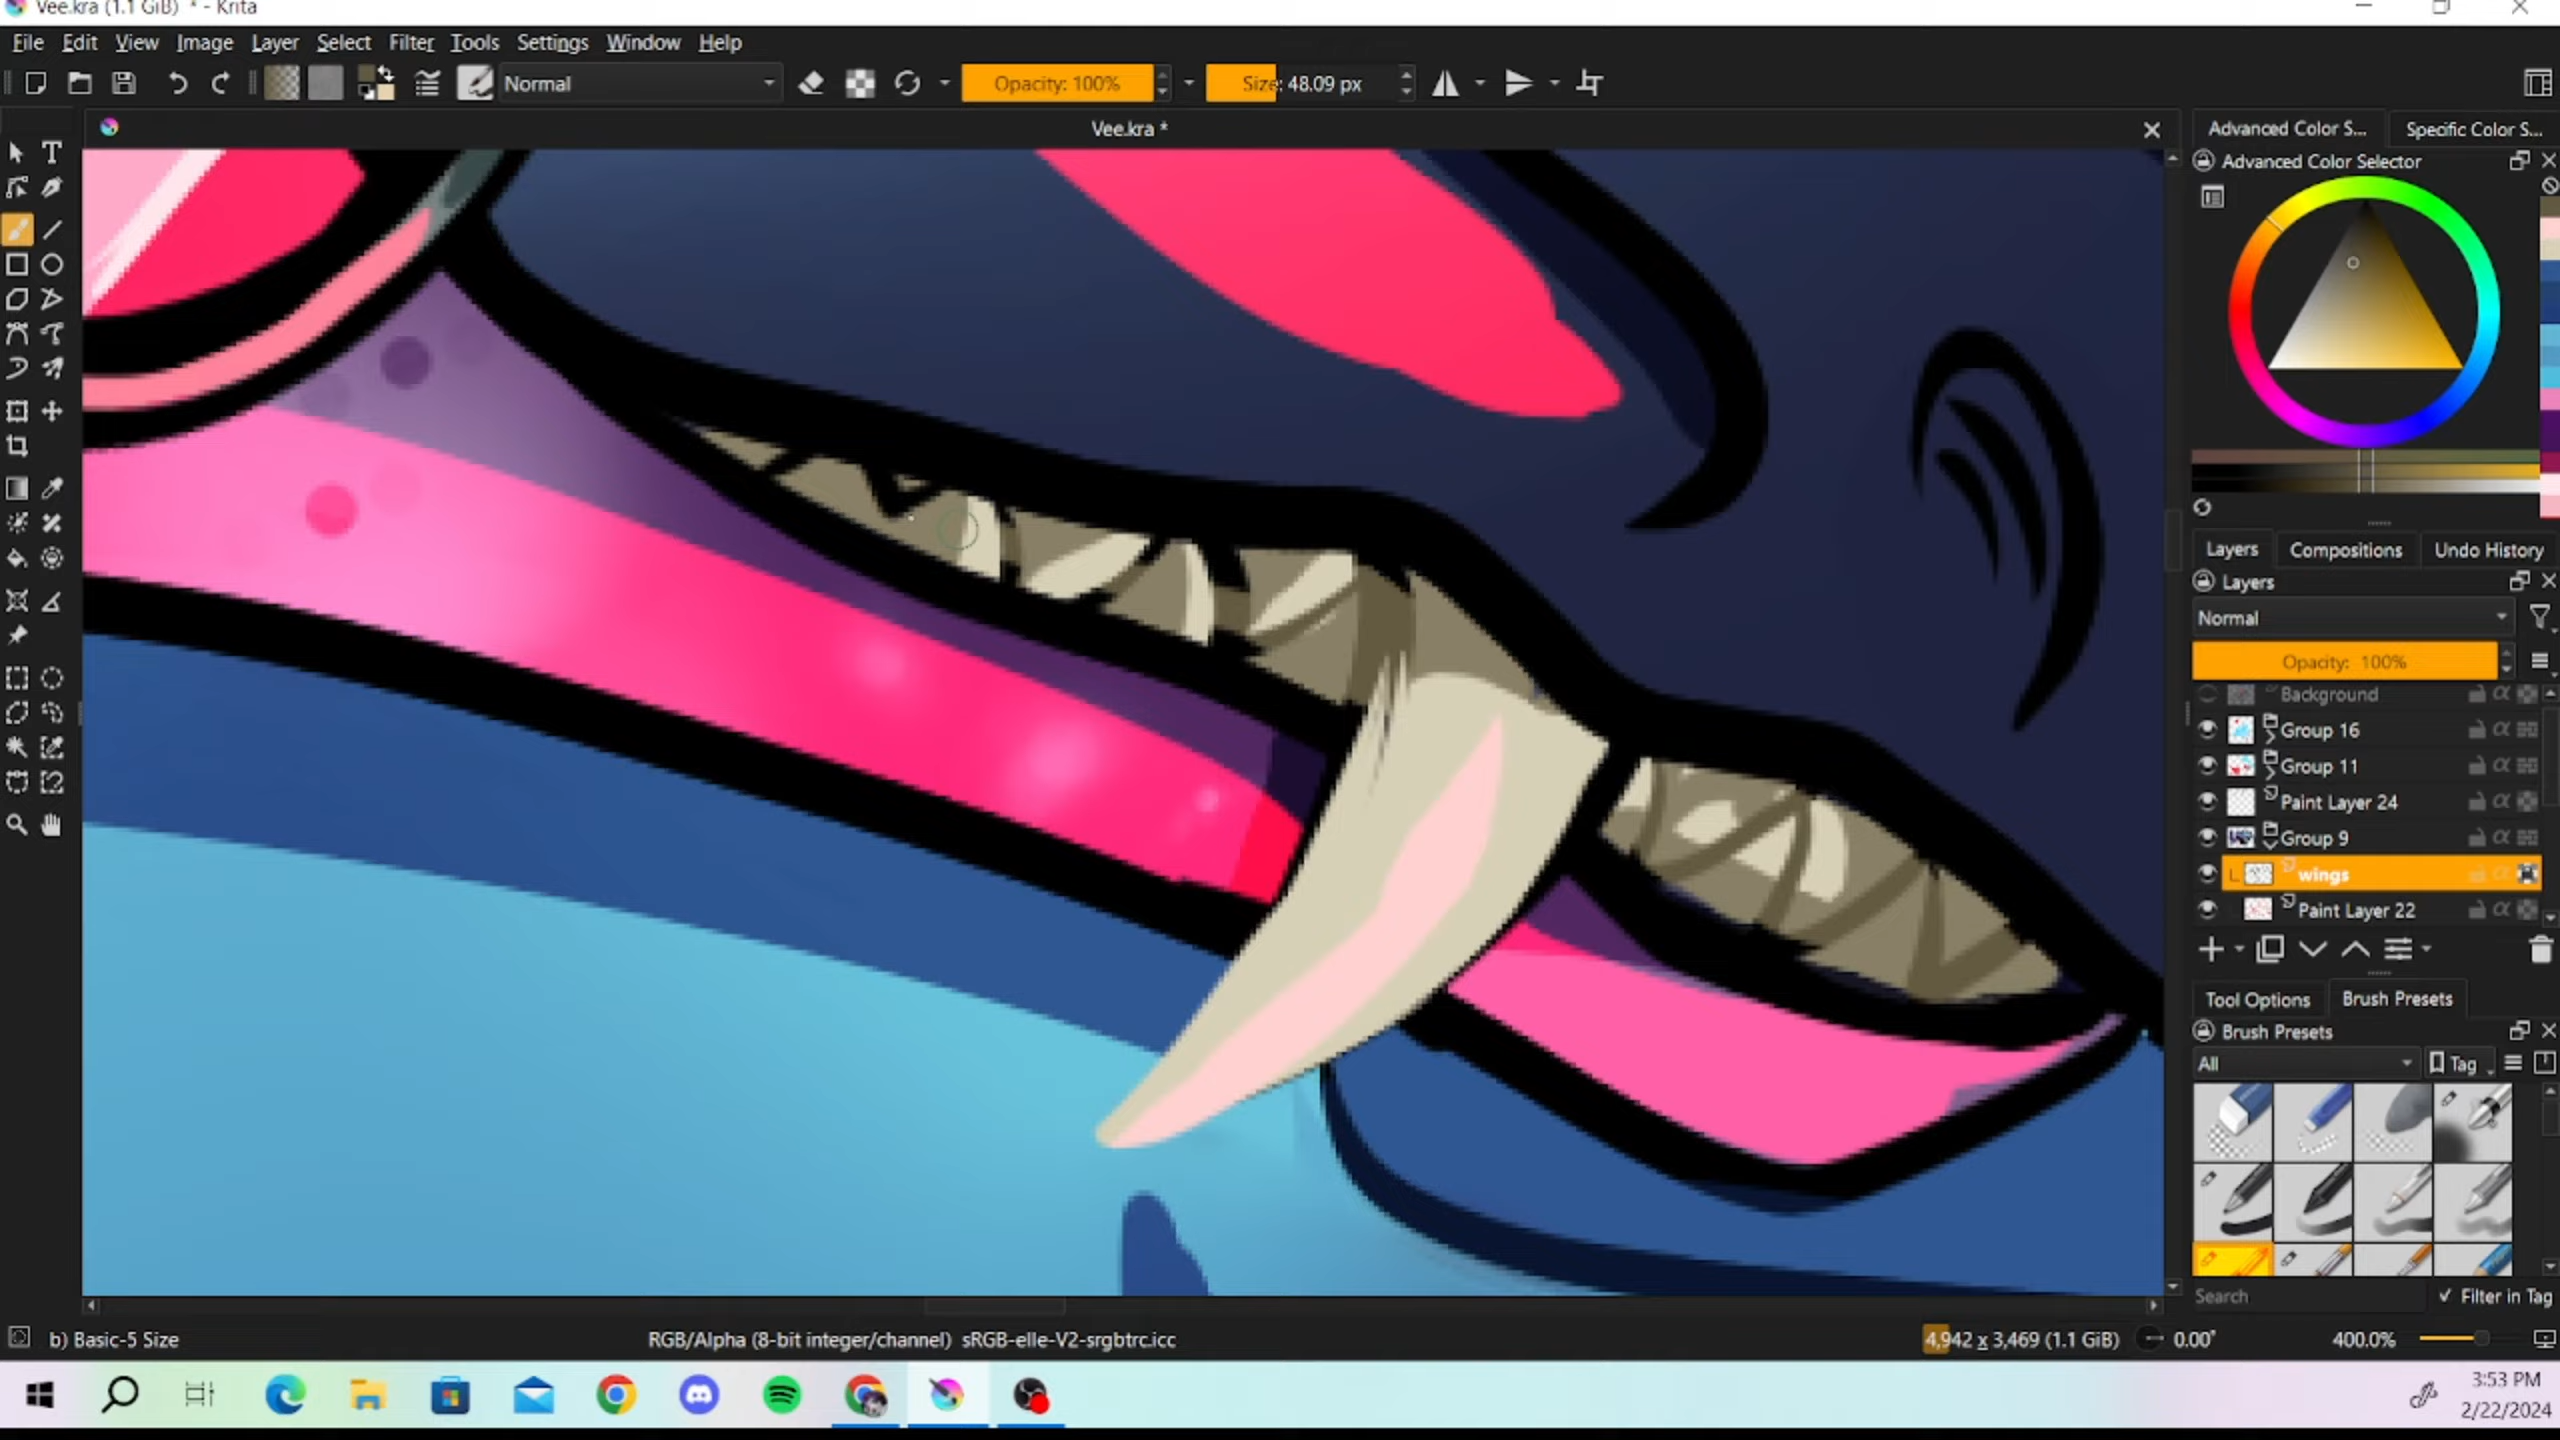 Vee.kra (1.1 GiB) * - Krita
File Edit View Image Layer Select Filter Tools Settings Window Help
Normal Opacity: 100% Size: 48.09 px
Vee.kra *
Advanced Color S... Specific Color S...
Advanced Color Selector
Layers Compositions Undo History
Layers
Normal
Opacity: 100%
Background
Group 16
Group 11
Paint Layer 24
Group 9
wings
Paint Layer 22
Tool Options Brush Presets
Brush Presets
All Tag
Search Filter in Tag
b) Basic-5 Size RGB/Alpha (8-bit integer/channel) sRGB-elle-V2-srgbtrc.icc 4,942 x 3,469 (1.1 GiB) 0.00° 400.0%
3:53 PM
2/22/2024